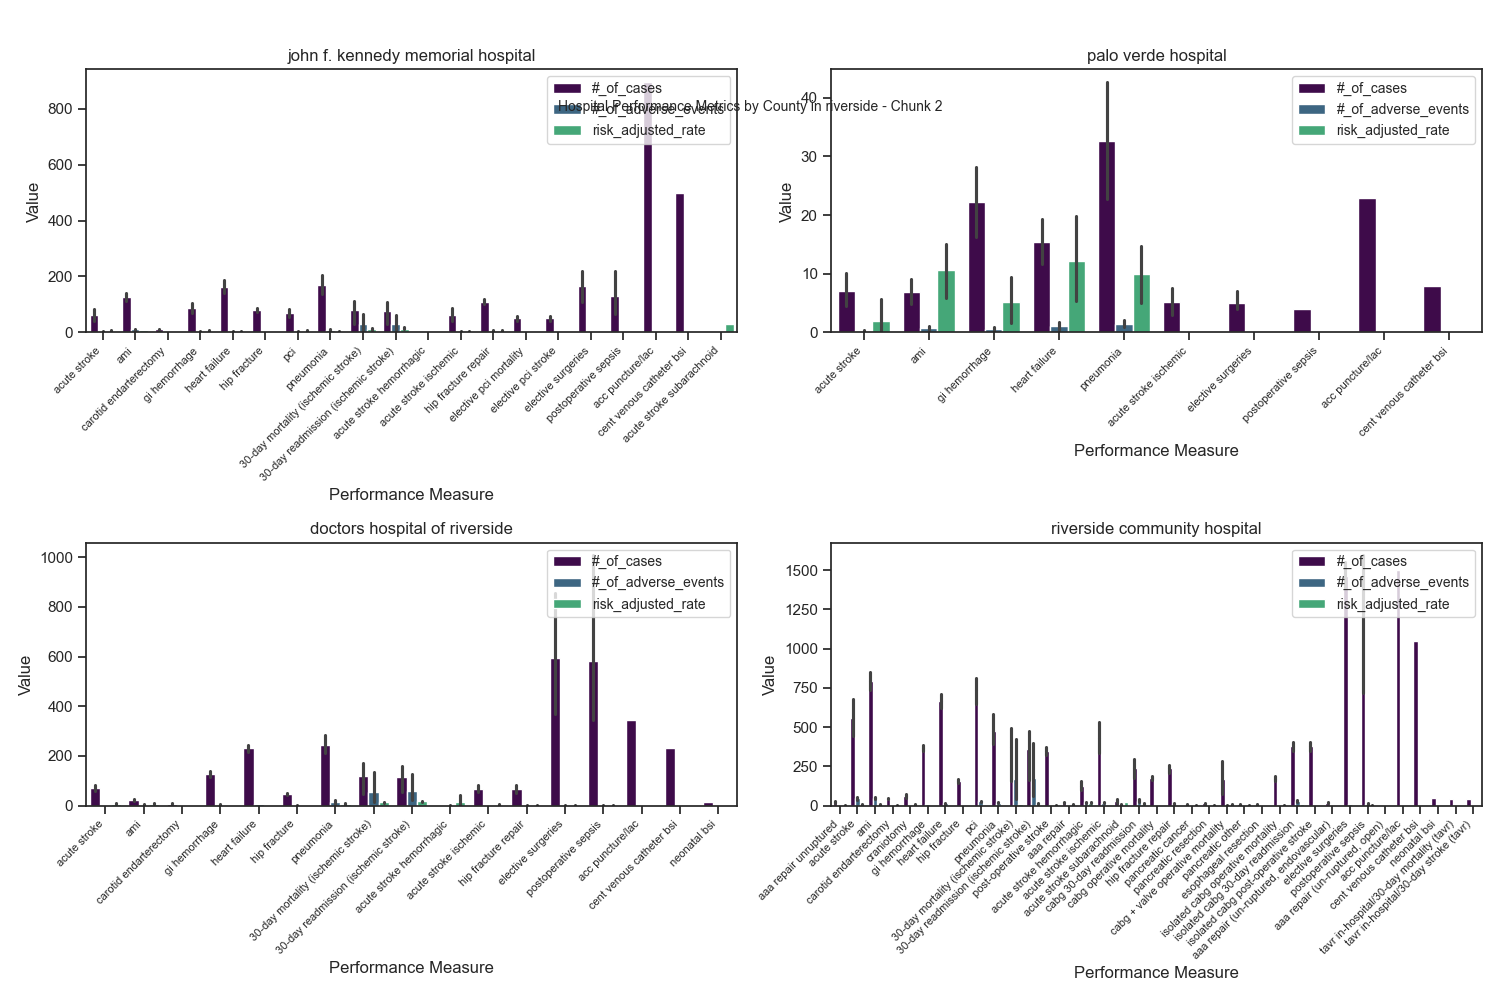 john f. kennedy memorial hospital
palo verde hospital
Hospital Performance Metrics by County in riverside - Chunk 2
#_of_cases
#_of_adverse_events
risk_adjusted_rate
Value
800
600
400
200
0
acute stroke
ami
carotid endarterectomy
gi hemorrhage
heart failure
hip fracture
pci
pneumonia
30-day mortality (ischemic stroke)
30-day readmission (ischemic stroke)
acute stroke hemorrhagic
acute stroke ischemic
hip fracture repair
elective pci mortality
elective pci stroke
elective surgeries
postoperative sepsis
acc puncture/lac
cent venous catheter bsi
acute stroke subarachnoid
Performance Measure
#_of_cases
#_of_adverse_events
risk_adjusted_rate
Value
40
30
20
10
0
acute stroke
ami
gi hemorrhage
heart failure
pneumonia
acute stroke ischemic
elective surgeries
postoperative sepsis
acc puncture/lac
cent venous catheter bsi
Performance Measure
doctors hospital of riverside
#_of_cases
#_of_adverse_events
risk_adjusted_rate
Value
1000
800
600
400
200
0
acute stroke
ami
carotid endarterectomy
gi hemorrhage
heart failure
hip fracture
pneumonia
30-day mortality (ischemic stroke)
30-day readmission (ischemic stroke)
acute stroke hemorrhagic
acute stroke ischemic
hip fracture repair
elective surgeries
postoperative sepsis
acc puncture/lac
cent venous catheter bsi
neonatal bsi
Performance Measure
riverside community hospital
#_of_cases
#_of_adverse_events
risk_adjusted_rate
Value
1500
1250
1000
750
500
250
0
aaa repair unruptured
acute stroke
ami
carotid endarterectomy
craniotomy
gi hemorrhage
heart failure
hip fracture
pci
pneumonia
30-day mortality (ischemic stroke)
30-day readmission (ischemic stroke)
post-operative stroke
aaa repair
acute stroke hemorrhagic
acute stroke ischemic
acute stroke subarachnoid
cabg 30-day readmission
cabg operative mortality
hip fracture repair
pancreatic cancer
pancreatic resection
cabg + valve operative mortality
pancreatic other
esophageal resection
isolated cabg operative mortality
isolated cabg 30-day readmission
isolated cabg post-operative stroke
aaa repair (un-ruptured, endovascular)
elective surgeries
postoperative sepsis
aaa repair (un-ruptured, open)
acc puncture/lac
cent venous catheter bsi
neonatal bsi
tavr in-hospital/30-day mortality (tavr)
tavr in-hospital/30-day stroke (tavr)
Performance Measure